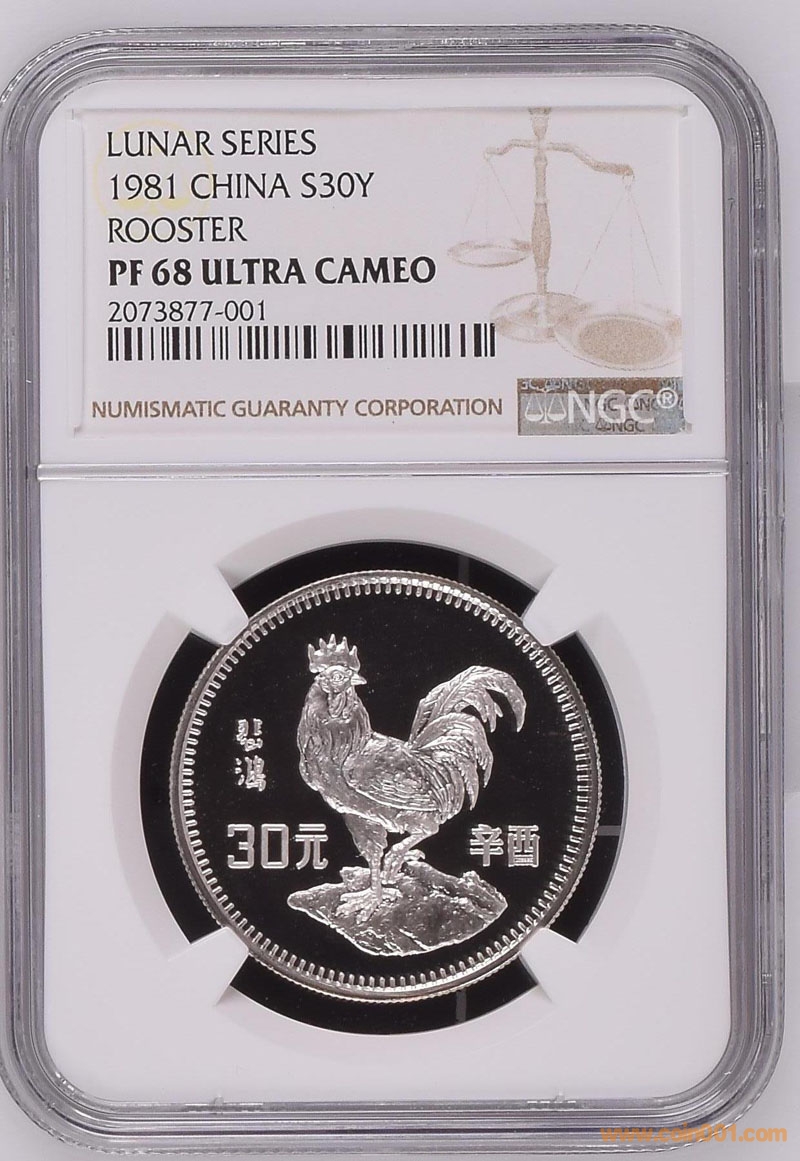 LUNAR SERIES
1981 CHINA S30Y
ROOSTER
PF 68 ULTRA CAMEO
2073877-001
NUMISMATIC GUARANTY CORPORATION
NGC®
悲鸿
30元
辛酉
www.coin001.com